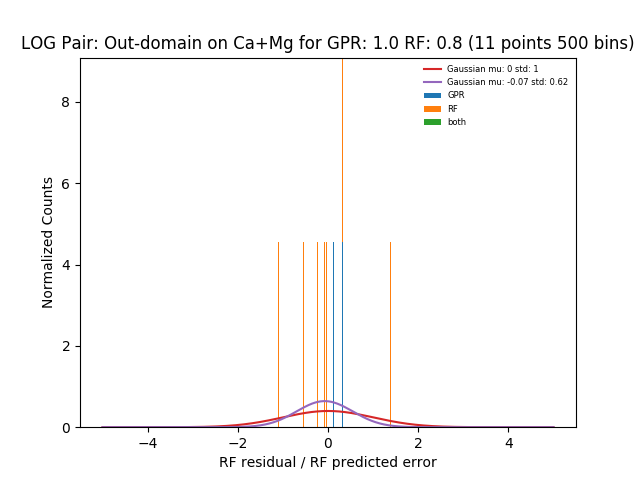 LOG Pair: Out-domain on Ca+Mg for GPR: 1.0 RF: 0.8 (11 points 500 bins)
Gaussian mu: 0 std: 1
Gaussian mu: -0.07 std: 0.62
GPR
RF
both
Normalized Counts
8
6
4
2
0
−4
−2
0
2
4
RF residual / RF predicted error